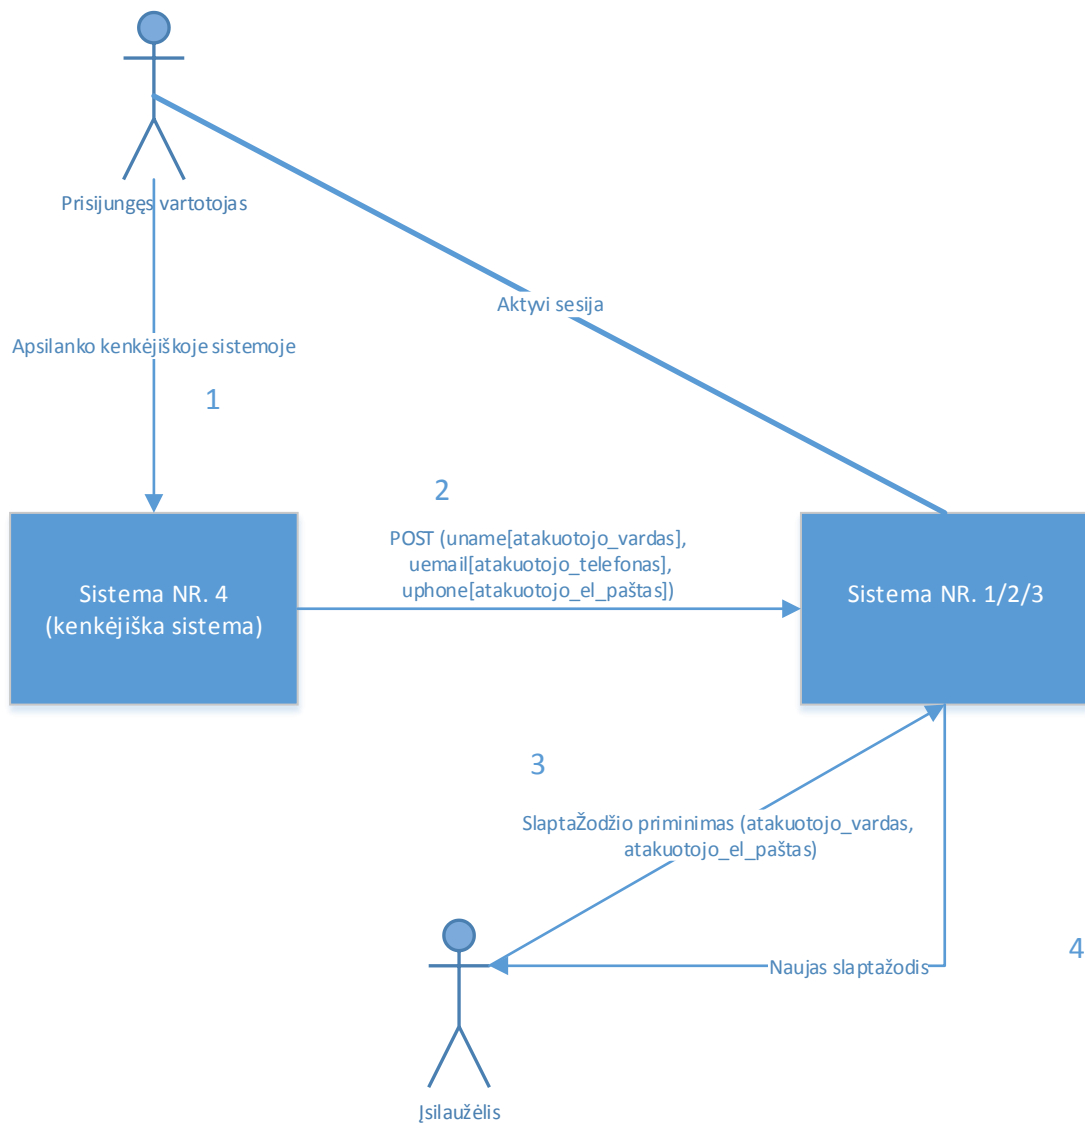 Prisijungęs vartotojas
Aktyvi sesija
Apsilanko kenkėjiškoje sistemoje
1
2
POST (uname[atakuotojo_vardas],
uemail[atakuotojo_telefonas],
uphone[atakuotojo_el_paštas])
Sistema NR. 4
(kenkėjiška sistema)
Sistema NR. 1/2/3
3
SlaptaŽodžio priminimas (atakuotojo_vardas,
atakuotojo_el_paštas)
4
Naujas slaptažodis
Įsilaužėlis